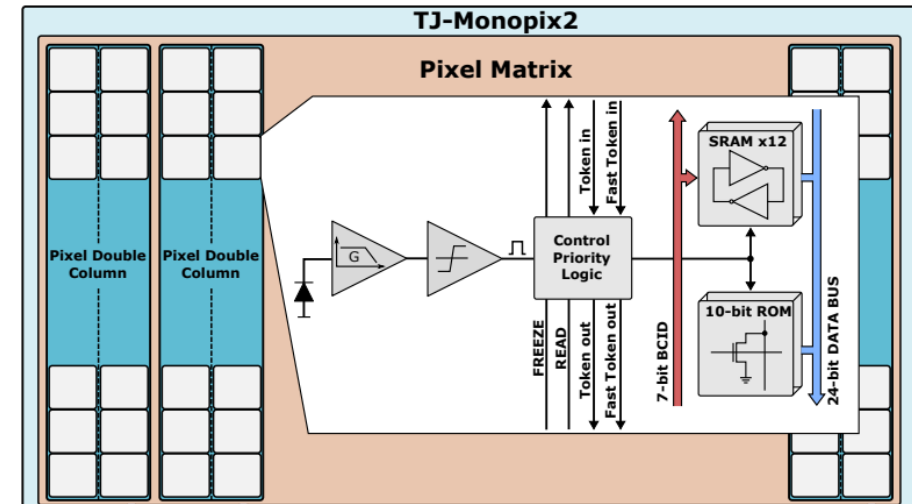 TJ-Monopix2
Pixel Matrix
Pixel Double
Column
Pixel Double
Column
G
Token in
Fast Token in
Control
Priority
Logic
FREEZE
READ
Token out
Fast Token out
7-bit BCID
SRAM x12
10-bit ROM
24-bit DATA BUS